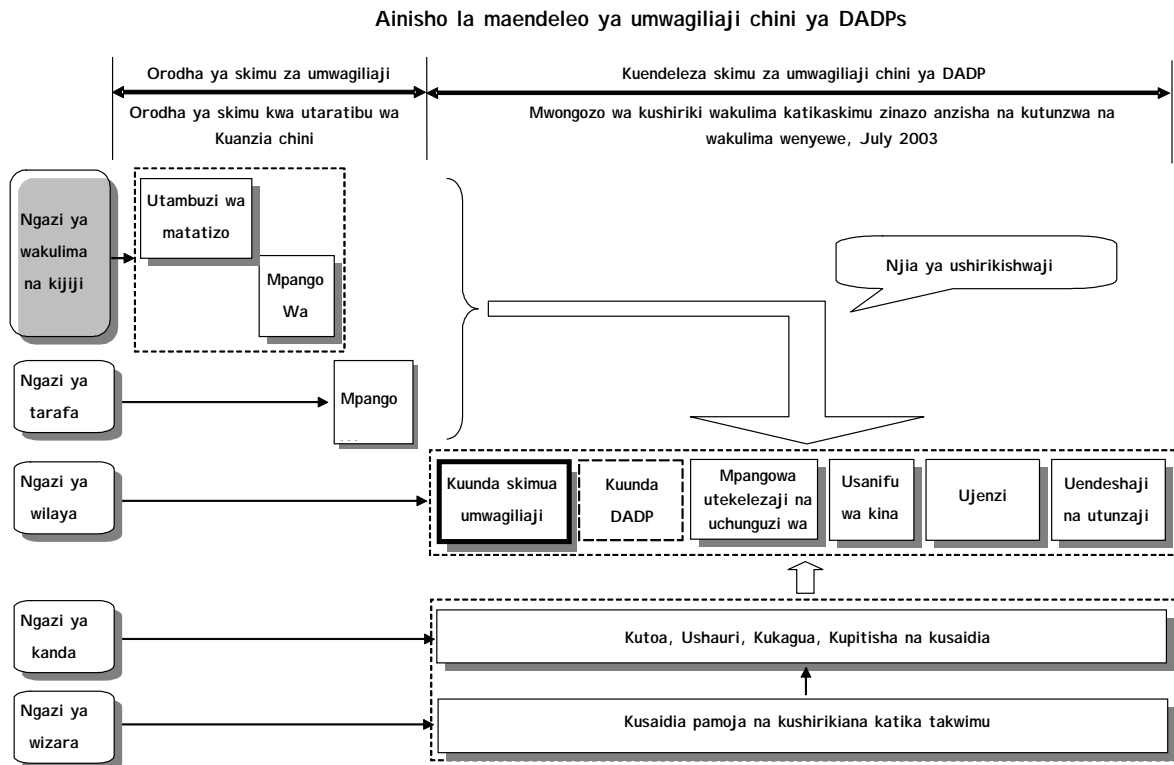 Ainisho la maendeleo ya umwagiliaji chini ya DADPs
Orodha ya skimu za umwagiliaji
Orodha ya skimu kwa utaratibu wa
Kuanzia chini
Kuendeleza skimu za umwagiliaji chini ya DADP
Mwongozo wa kushiriki wakulima katikaskimu zinazo anzisha na kutunzwa na
wakulima wenyewe, July 2003
Ngazi ya
wakulima
na kijiji
Utambuzi wa
matatizo
Mpango
Wa
Njia ya ushirikishwaji
Ngazi ya
tarafa
Mpango
Ngazi ya
wilaya
Kuunda skimua
umwagiliaji
Kuunda
DADP
Mpangowa
utekelezaji na
uchunguzi wa
Usanifu
wa kina
Ujenzi
Uendeshaji
na utunzaji
Ngazi ya
kanda
Kutoa, Ushauri, Kukagua, Kupitisha na kusaidia
Ngazi ya
wizara
Kusaidia pamoja na kushirikiana katika takwimu